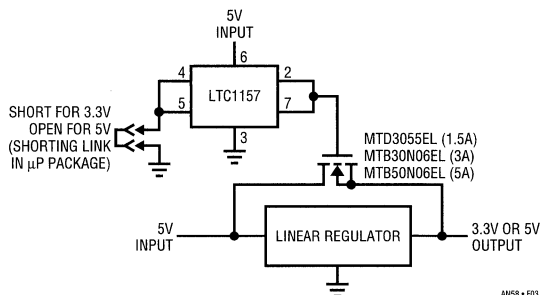 5V
INPUT
6
4
2
LTC1157
5
7
3
SHORT FOR 3.3V
OPEN FOR 5V
(SHORTING LINK
IN µP PACKAGE)
MTD3055EL (1.5A)
MTB30N06EL (3A)
MTB50N06EL (5A)
5V
INPUT
LINEAR REGULATOR
3.3V OR 5V
OUTPUT
AN58 • F03